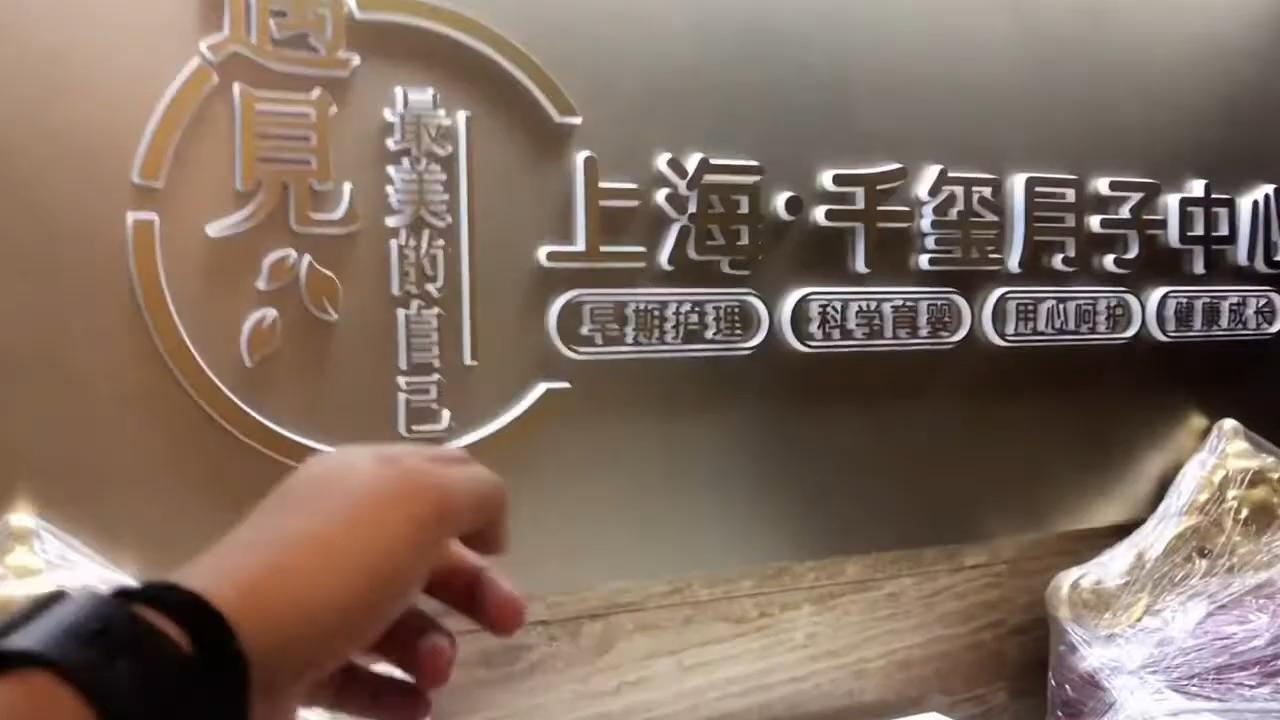 遇見
最美的自己
上海·千玺月子中心
早期护理 科学育婴 用心呵护 健康成长